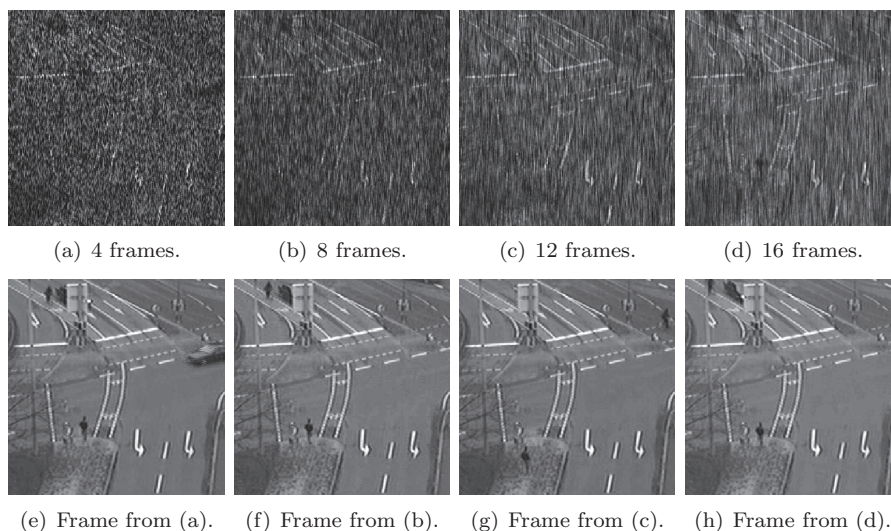 (a) 4 frames.
(b) 8 frames.
(c) 12 frames.
(d) 16 frames.
(e) Frame from (a).
(f) Frame from (b).
(g) Frame from (c).
(h) Frame from (d).